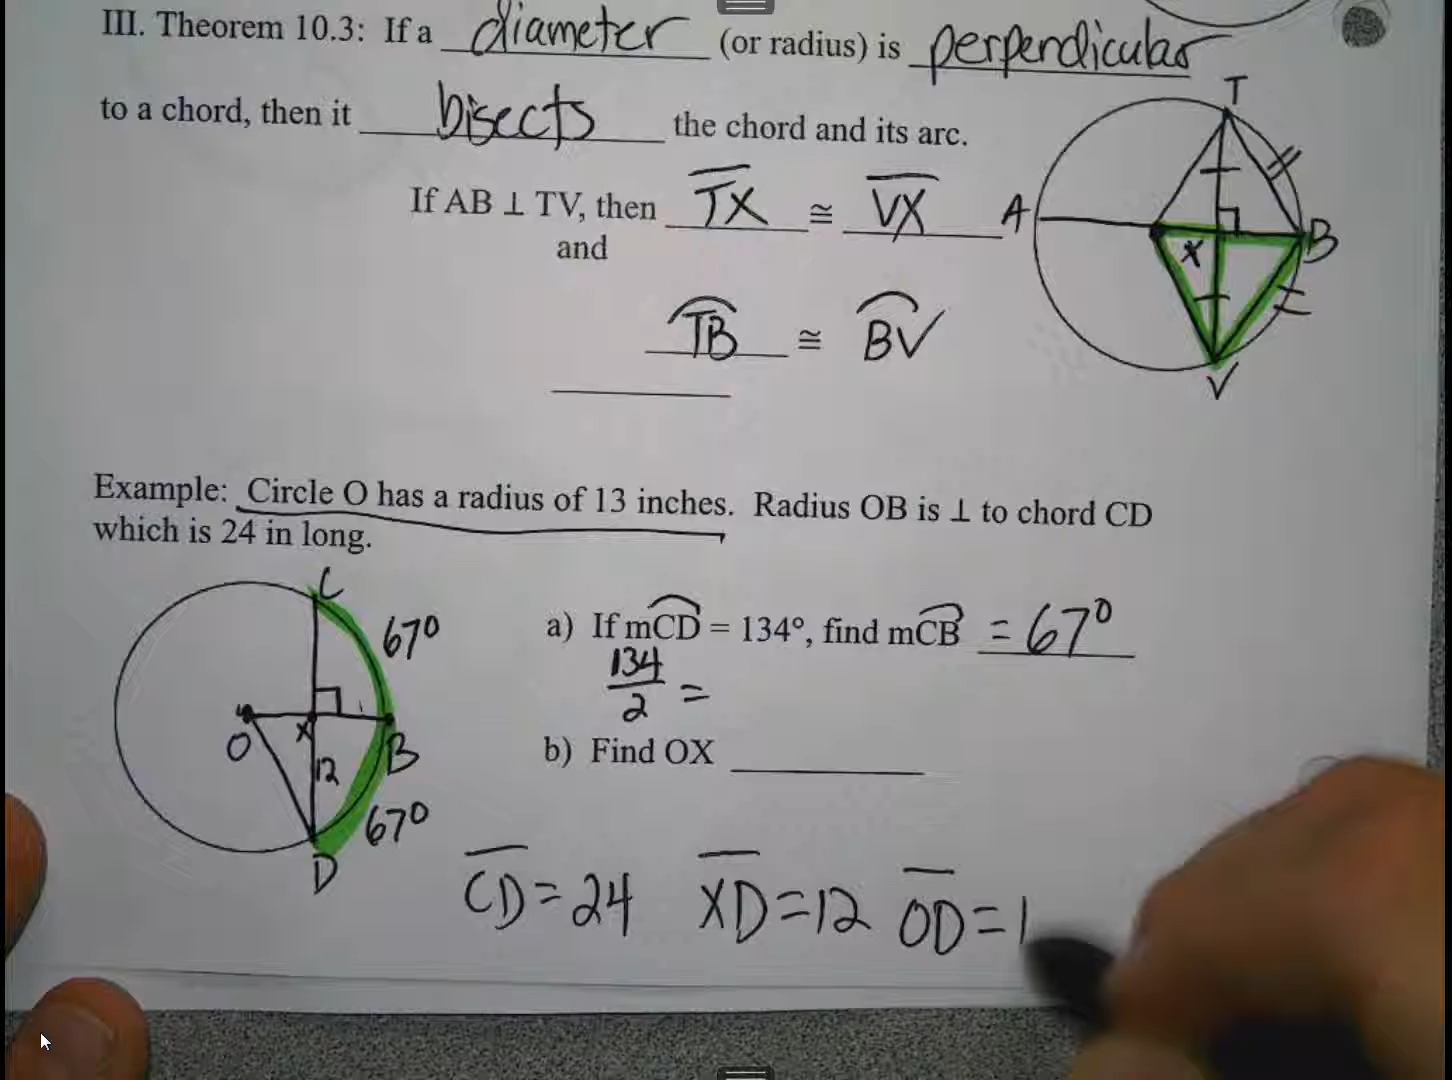 III. Theorem 10.3: If a diameter (or radius) is perpendicular
to a chord, then it bisects the chord and its arc.
If AB ⊥ TV, then TX ≅ VX
and
TB ≅ BV
T
A
X
B
V
Example: Circle O has a radius of 13 inches. Radius OB is ⊥ to chord CD
which is 24 in long.
C
67°
O
X
B
12
67°
D
a) If mCD = 134°, find mCB = 67°
134
2 =
b) Find OX
CD = 24 XD = 12 OD = 1